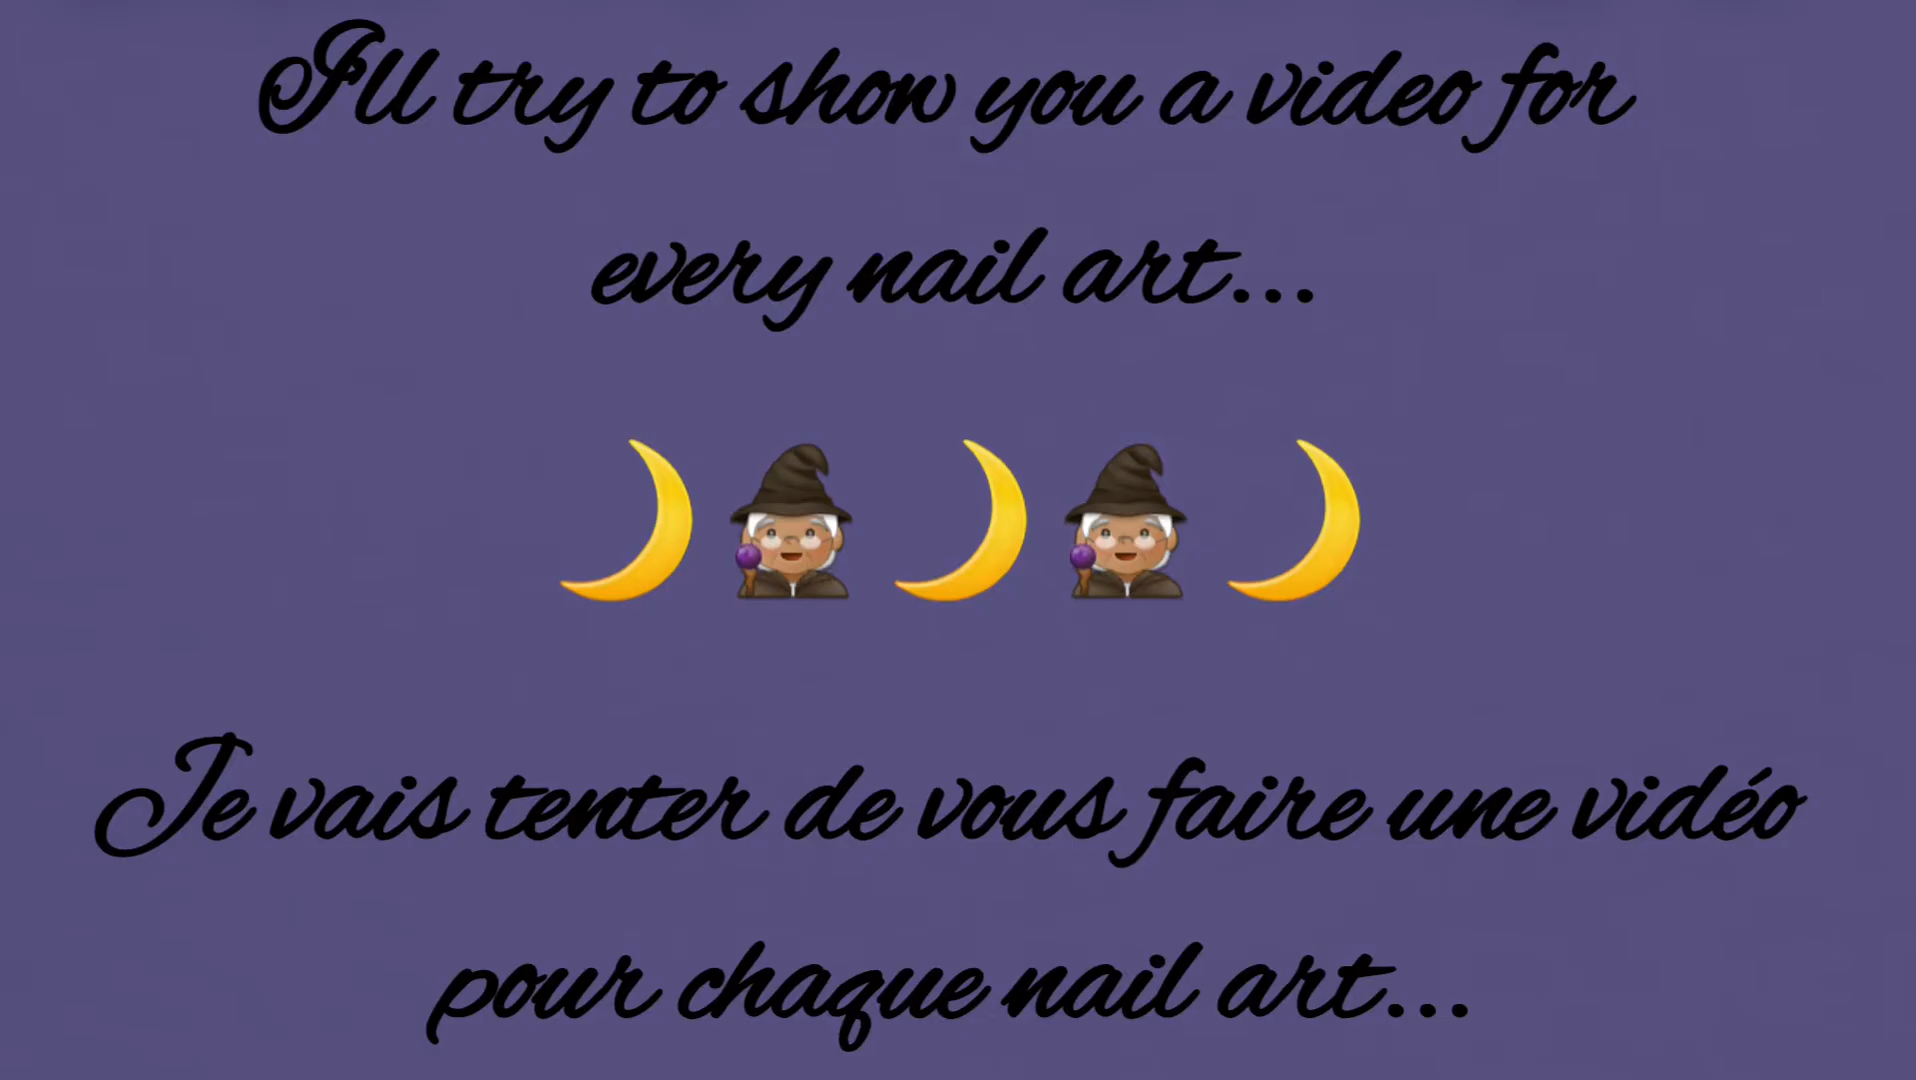 I'll try to show you a video for
every nail art...
🌙🧙🏽🌙🧙🏽🌙
Je vais tenter de vous faire une vidéo
pour chaque nail art...